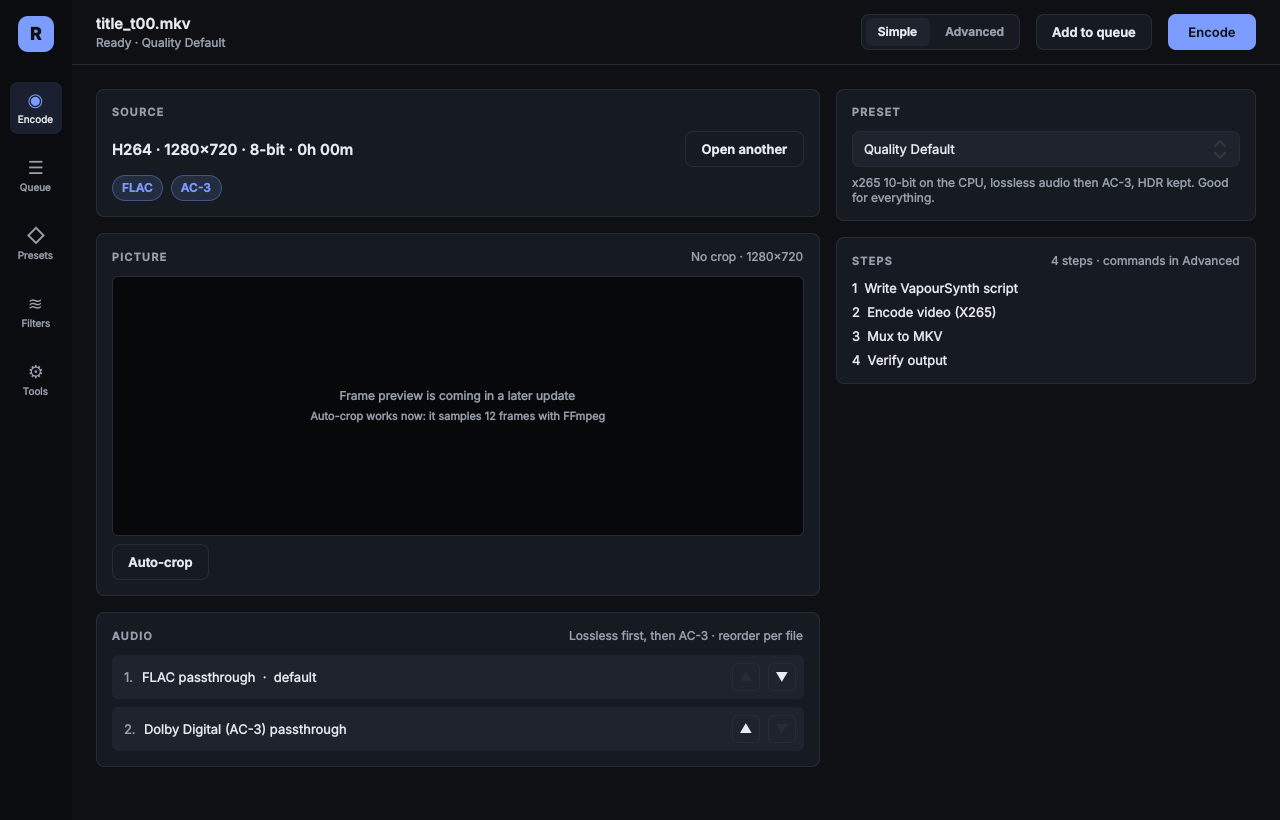 R
title_t00.mkv
Ready · Quality Default
Simple
Advanced
Add to queue
Encode
Encode
Queue
Presets
Filters
Tools
SOURCE
H264 · 1280×720 · 8-bit · 0h 00m
Open another
FLAC
AC-3
PICTURE
No crop · 1280×720
Frame preview is coming in a later update
Auto-crop works now: it samples 12 frames with FFmpeg
Auto-crop
AUDIO
Lossless first, then AC-3 · reorder per file
1. FLAC passthrough · default
2. Dolby Digital (AC-3) passthrough
PRESET
Quality Default
x265 10-bit on the CPU, lossless audio then AC-3, HDR kept. Good
for everything.
STEPS
4 steps · commands in Advanced
1 Write VapourSynth script
2 Encode video (X265)
3 Mux to MKV
4 Verify output